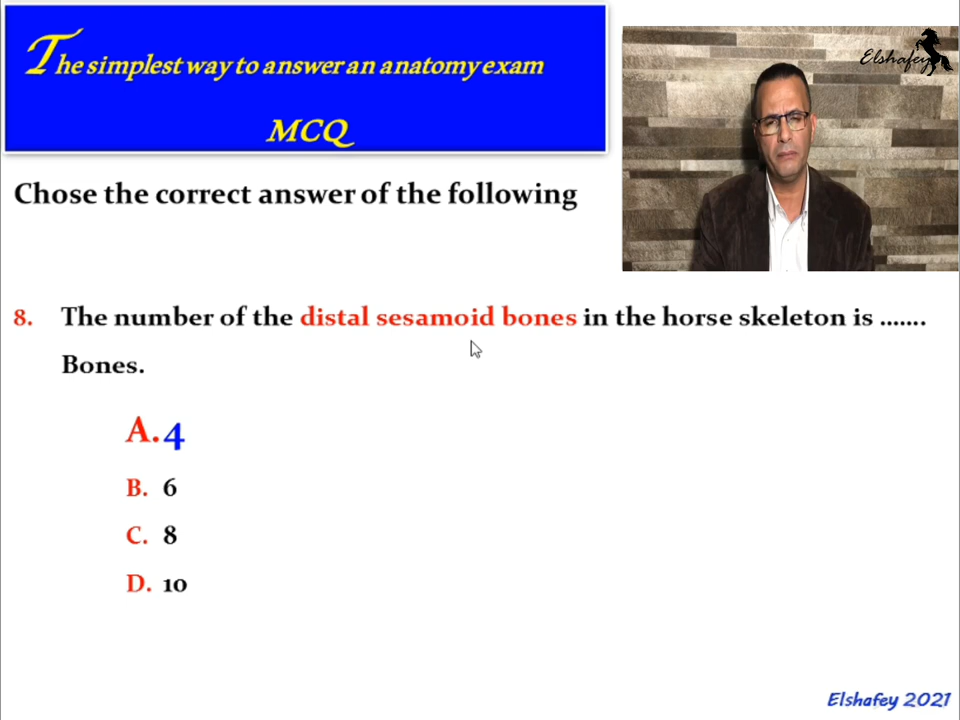 The simplest way to answer an anatomy exam
MCQ
Elshafey
Chose the correct answer of the following
8. The number of the distal sesamoid bones in the horse skeleton is .......
Bones.
A. 4
B. 6
C. 8
D. 10
Elshafey 2021